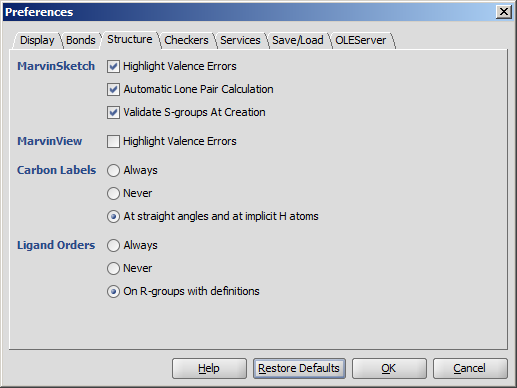 Preferences
Display Bonds Structure Checkers Services Save/Load OLEServer
MarvinSketch Highlight Valence Errors
Automatic Lone Pair Calculation
Validate S-groups At Creation
MarvinView Highlight Valence Errors
Carbon Labels Always
Never
At straight angles and at implicit H atoms
Ligand Orders Always
Never
On R-groups with definitions
Help Restore Defaults OK Cancel